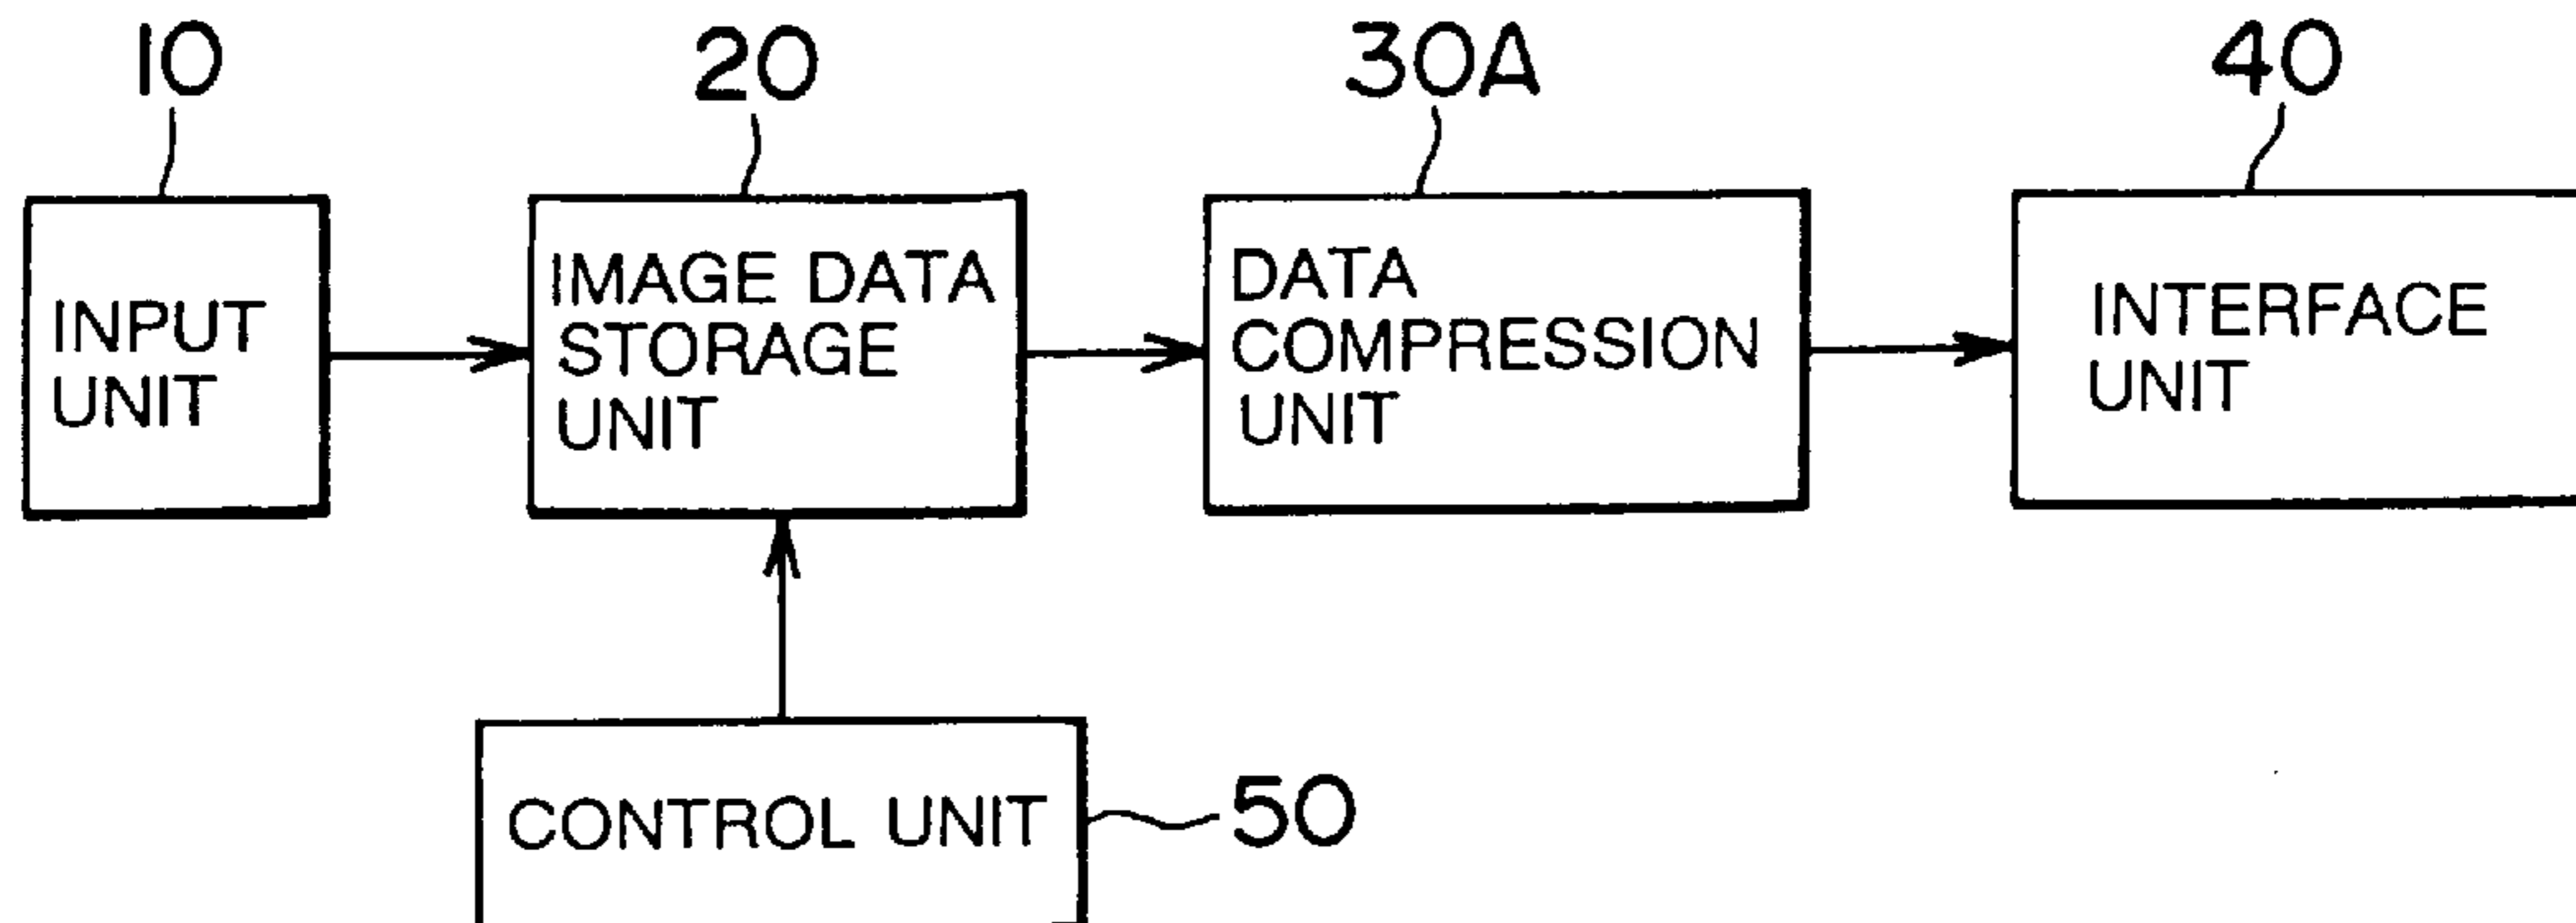 10
20
30A
40
INPUT
UNIT
IMAGE DATA
STORAGE
UNIT
DATA
COMPRESSION
UNIT
INTERFACE
UNIT
CONTROL UNIT
50